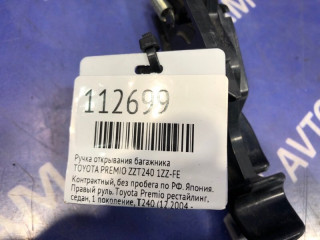 112699
Ручка открывания багажника
TOYOTA PREMIO ZZT240 1ZZ-FE
Контрактный, без пробега по РФ. Япония.
Правый руль. Toyota Premio рестайлинг,
седан, 1 поколение, T240 (12.2004 -